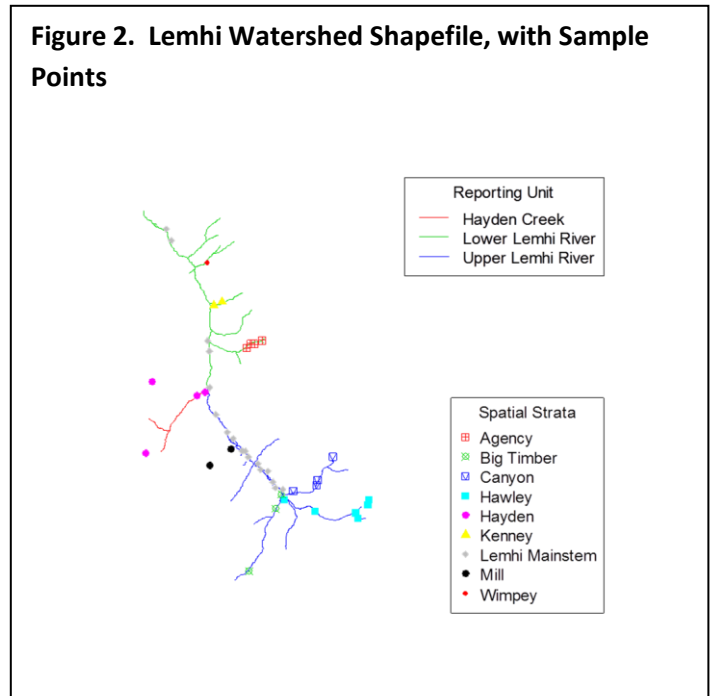 Figure 2. Lemhi Watershed Shapefile, with Sample
Points
Reporting Unit
Hayden Creek
Lower Lemhi River
Upper Lemhi River
Spatial Strata
Agency
Big Timber
Canyon
Hawley
Hayden
Kenney
Lemhi Mainstem
Mill
Wimpey